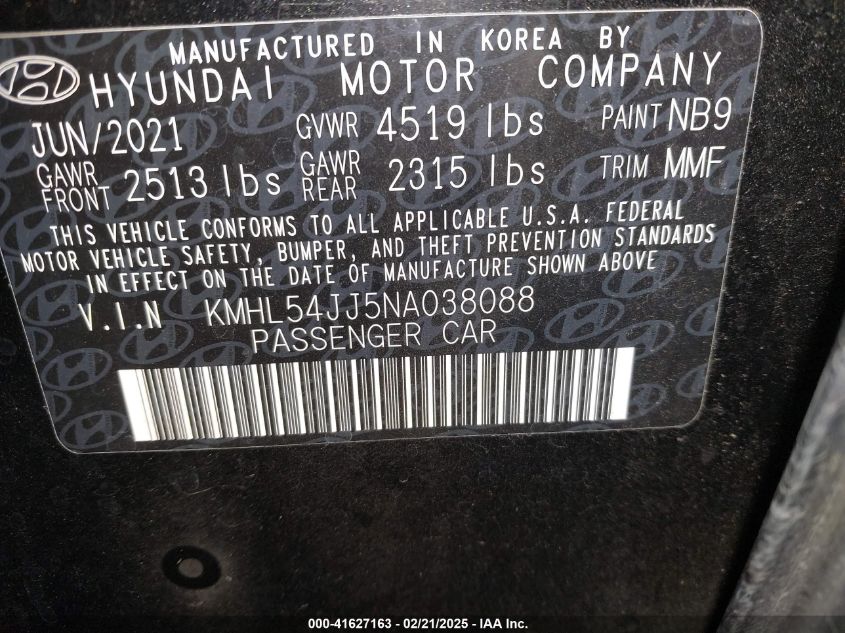 MANUFACTURED IN KOREA BY
HYUNDAI MOTOR COMPANY
JUN/2021 GVWR 4519 lbs PAINT NB9
GAWR FRONT 2513 lbs GAWR REAR 2315 lbs TRIM MMF
THIS VEHICLE CONFORMS TO ALL APPLICABLE U.S.A. FEDERAL
MOTOR VEHICLE SAFETY, BUMPER, AND THEFT PREVENTION STANDARDS
IN EFFECT ON THE DATE OF MANUFACTURE SHOWN ABOVE
V.I.N KMHL54JJ5NA038088
PASSENGER CAR
000-41627163 - 02/21/2025 - IAA Inc.